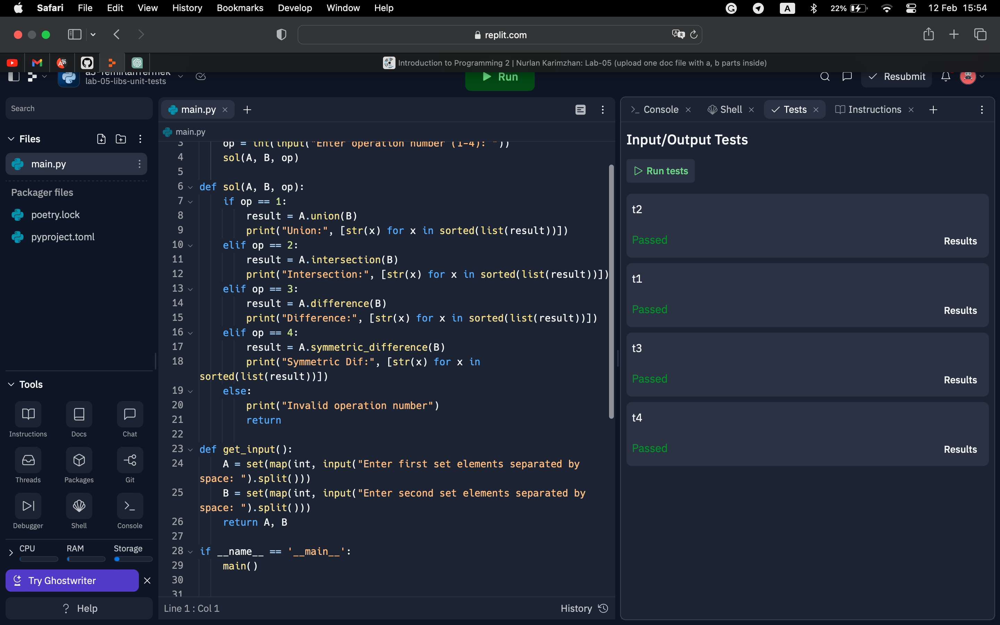 Safari File Edit View History Bookmarks Develop Window Help
A 22% 12 Feb 15:54
replit.com
Introduction to Programming 2 | Nurlan Karimzhan: Lab-05 (upload one doc file with a, b parts inside)
lab-05-libs-unit-tests
Run
Resubmit
Search
Files
main.py
Packager files
poetry.lock
pyproject.toml
Tools
Instructions Docs Chat
Threads Packages Git
Debugger Shell Console
CPU RAM Storage
Try Ghostwriter
? Help
main.py
main.py
3 op = int(input("Enter operation number (1-4): "))
4 sol(A, B, op)
5
6 def sol(A, B, op):
7 if op == 1:
8 result = A.union(B)
9 print("Union:", [str(x) for x in sorted(list(result))])
10 elif op == 2:
11 result = A.intersection(B)
12 print("Intersection:", [str(x) for x in sorted(list(result))])
13 elif op == 3:
14 result = A.difference(B)
15 print("Difference:", [str(x) for x in sorted(list(result))])
16 elif op == 4:
17 result = A.symmetric_difference(B)
18 print("Symmetric Dif:", [str(x) for x in
sorted(list(result))])
19 else:
20 print("Invalid operation number")
21 return
22
23 def get_input():
24 A = set(map(int, input("Enter first set elements separated by
space: ").split()))
25 B = set(map(int, input("Enter second set elements separated by
space: ").split()))
26 return A, B
27
28 if __name__ == '__main__':
29 main()
30
31
Line 1 : Col 1 History
Console Shell Tests Instructions
Input/Output Tests
Run tests
t2
Passed Results
t1
Passed Results
t3
Passed Results
t4
Passed Results